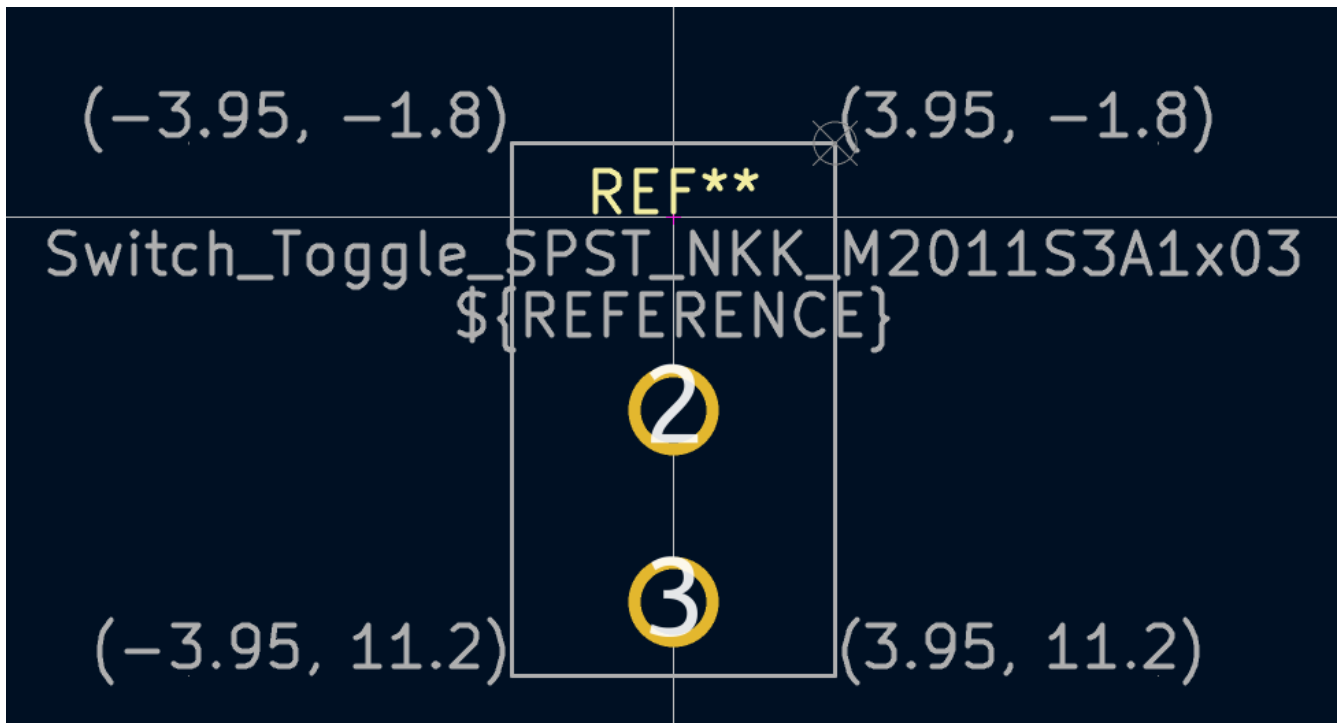 (−3.95, −1.8) (3.95, −1.8)
REF**
Switch_Toggle_SPST_NKK_M2011S3A1x03
${REFERENCE}
2
3
(−3.95, 11.2) (3.95, 11.2)